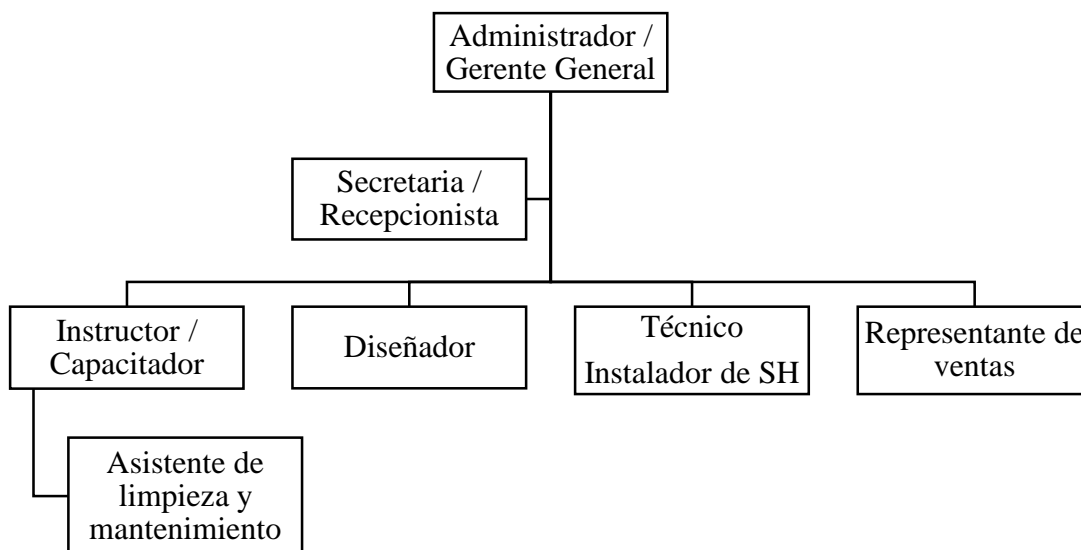 Administrador /
Gerente General
Secretaria /
Recepcionista
Instructor /
Capacitador
Diseñador
Técnico
Instalador de SH
Representante de
ventas
Asistente de
limpieza y
mantenimiento